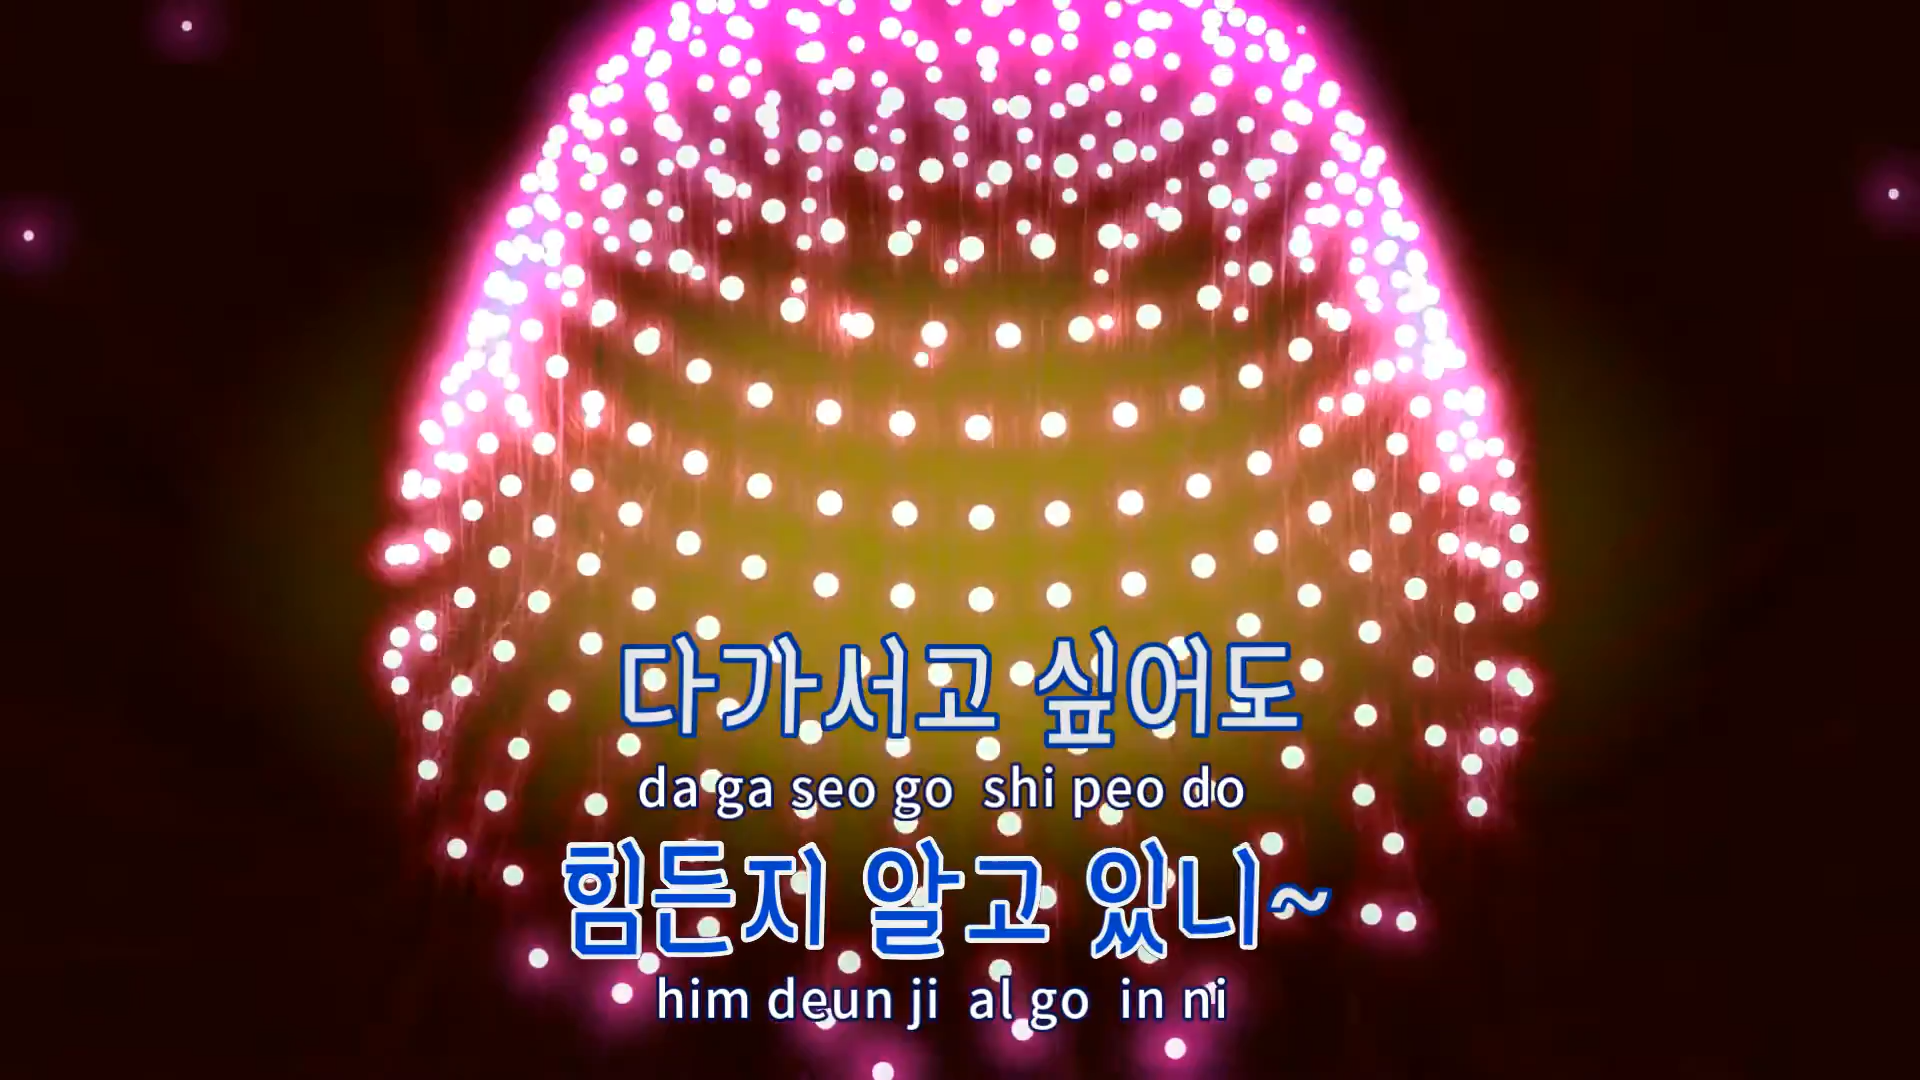 다가서고 싶어도
da ga seo go shi peo do
힘든지 알고 있니~
him deun ji al go in ni